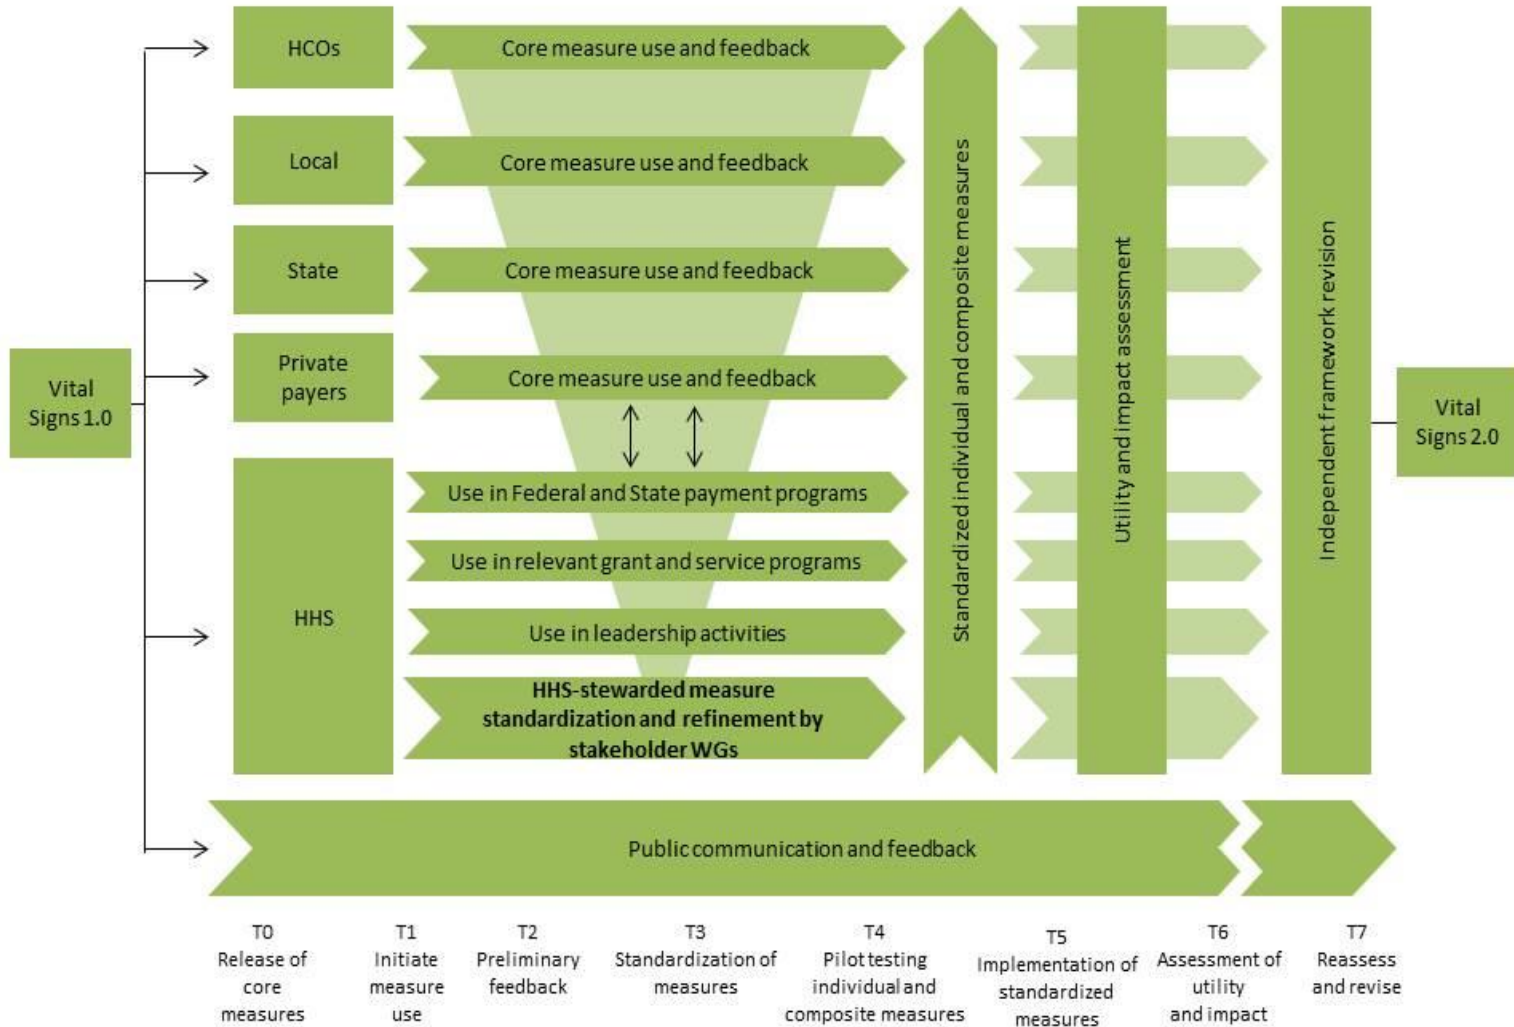 HCOs
Core measure use and feedback
Local
Core measure use and feedback
State
Core measure use and feedback
Private
payers
Core measure use and feedback
Vital
Signs 1.0
HHS
Use in Federal and State payment programs
Use in relevant grant and service programs
Use in leadership activities
HHS-stewarded measure
standardization and refinement by
stakeholder WGs
Standardized individual and composite measures
Utility and impact assessment
Independent framework revision
Vital
Signs 2.0
Public communication and feedback
T0
Release of
core
measures
T1
Initiate
measure
use
T2
Preliminary
feedback
T3
Standardization of
measures
T4
Pilot testing
individual and
composite measures
T5
Implementation of
standardized
measures
T6
Assessment of
utility
and impact
T7
Reassess
and revise